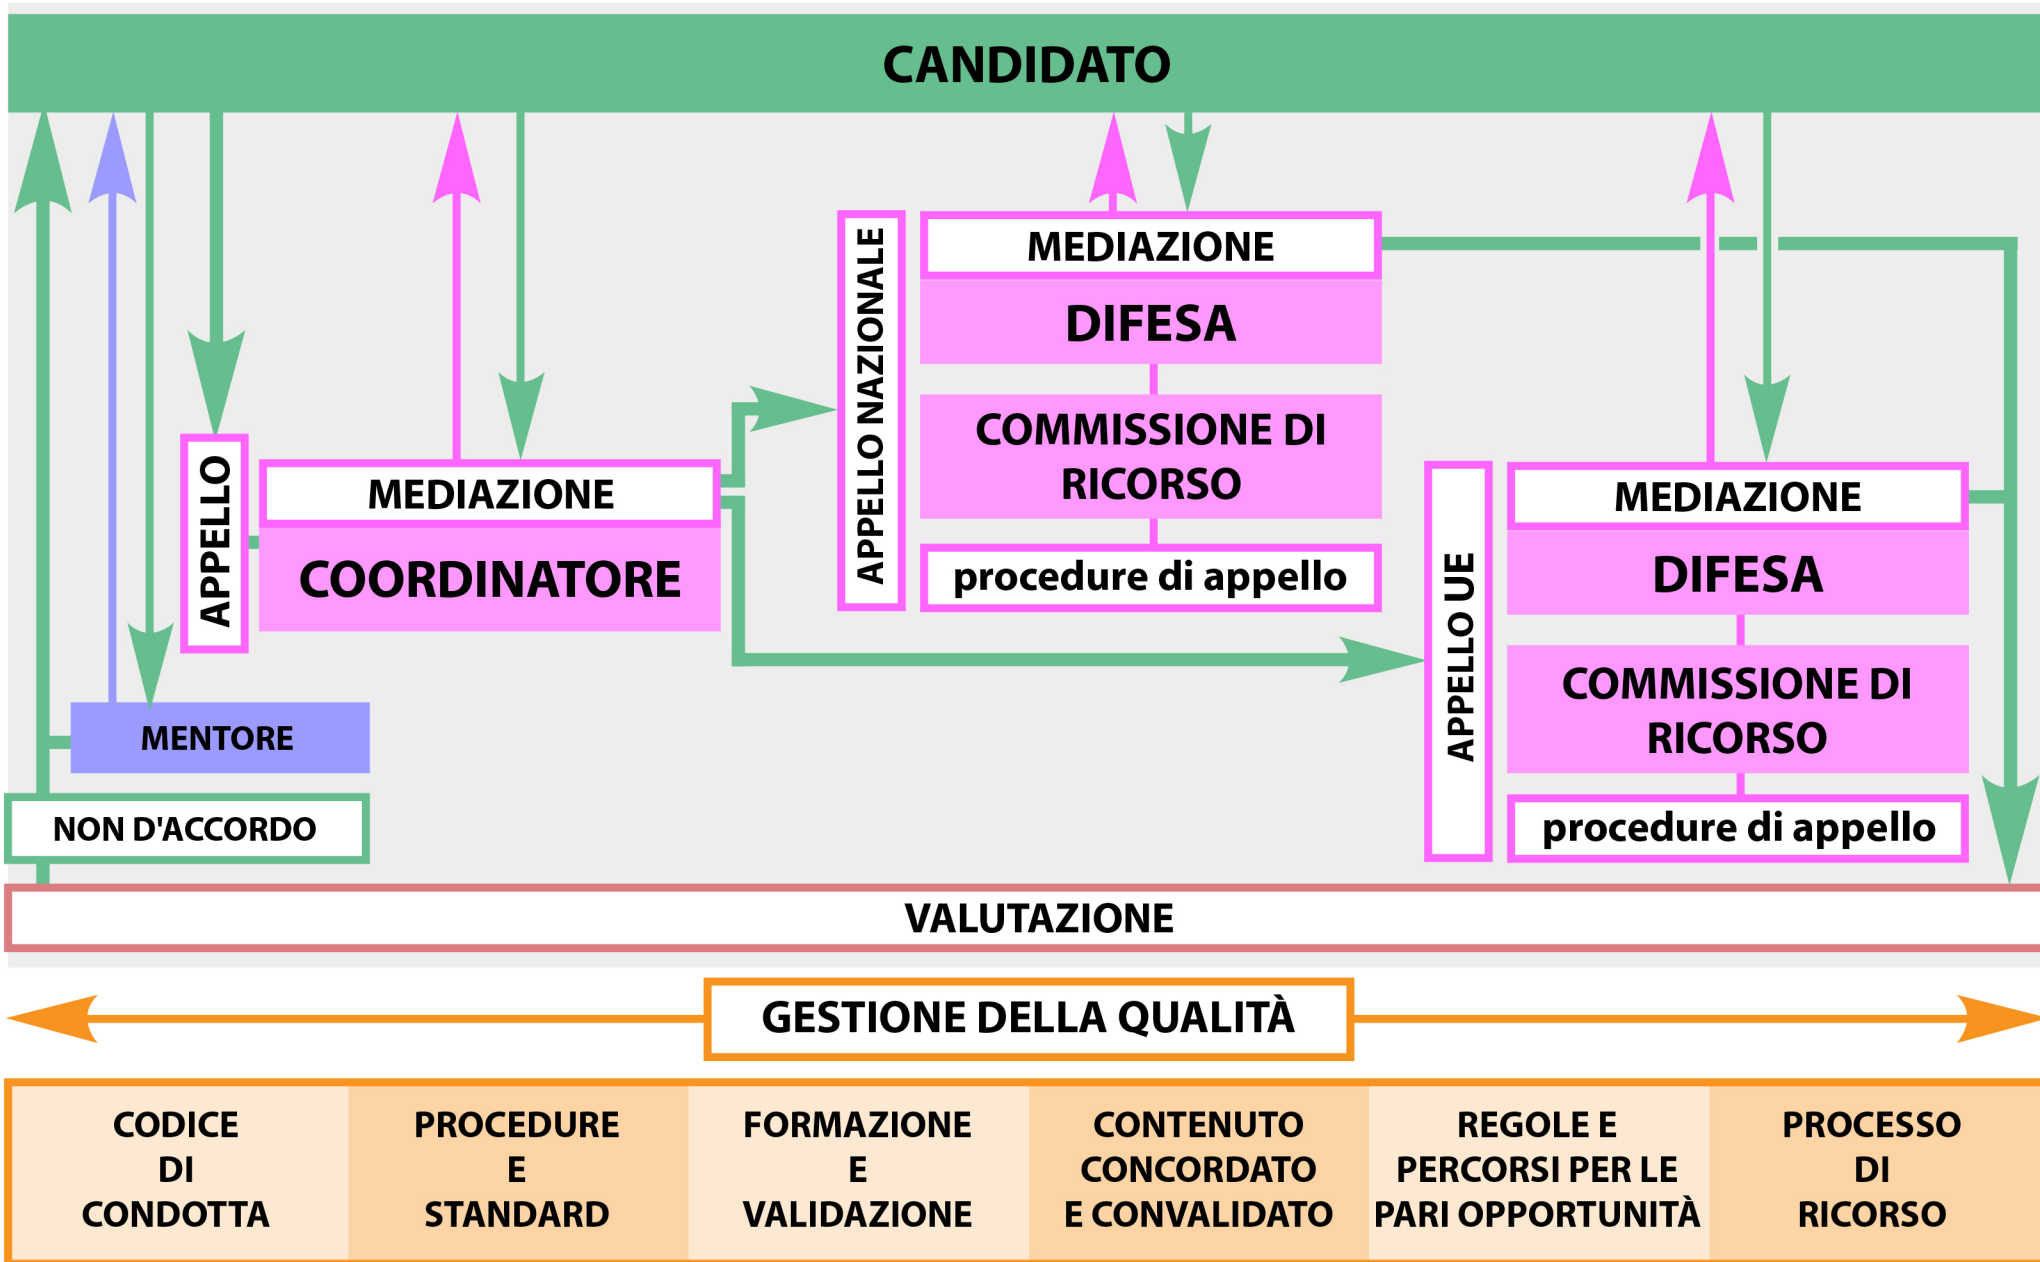 CANDIDATO
APPELLO
MEDIAZIONE
COORDINATORE
MENTORE
NON D'ACCORDO
APPELLO NAZIONALE
MEDIAZIONE
DIFESA
COMMISSIONE DI
RICORSO
procedure di appello
APPELLO UE
MEDIAZIONE
DIFESA
COMMISSIONE DI
RICORSO
procedure di appello
VALUTAZIONE
GESTIONE DELLA QUALITÀ
CODICE
DI
CONDOTTA
PROCEDURE
E
STANDARD
FORMAZIONE
E
VALIDAZIONE
CONTENUTO
CONCORDATO
E CONVALIDATO
REGOLE E
PERCORSI PER LE
PARI OPPORTUNITÀ
PROCESSO
DI
RICORSO